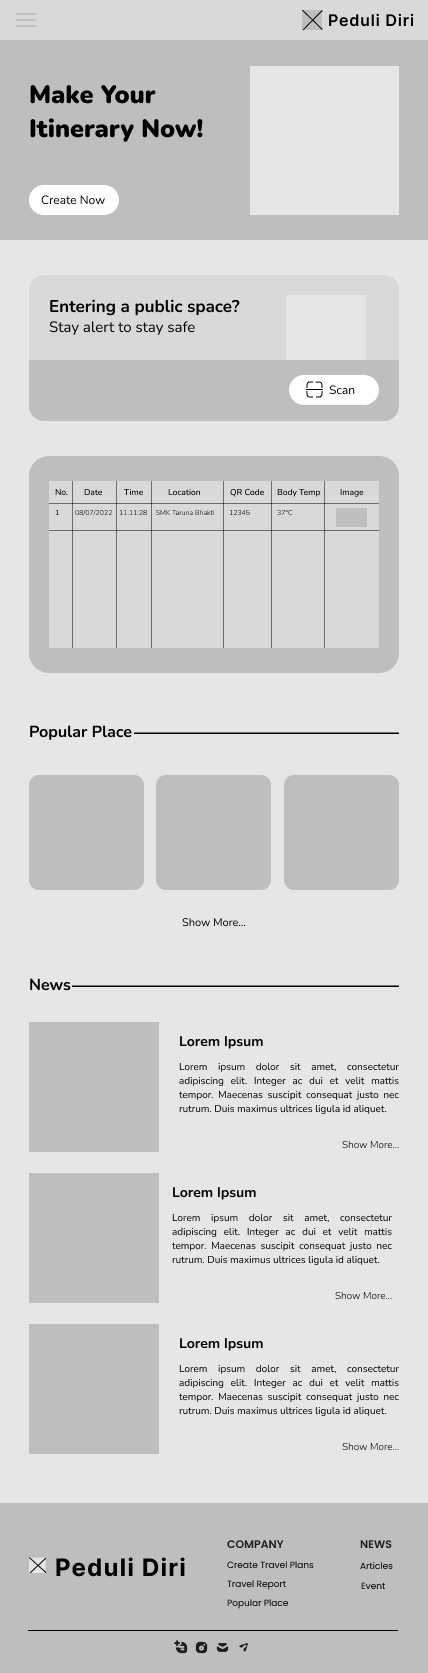 Peduli Diri
Make Your
Itinerary Now!
Create Now
Entering a public space?
Stay alert to stay safe
Scan
No. Date Time Location QR Code Body Temp Image
1 08/07/2022 11:11:28 SMK Taruna Bhakti 12345 37°C
Popular Place
Show More...
News
Lorem Ipsum
Lorem ipsum dolor sit amet, consectetur
adipiscing elit. Integer ac dui et velit mattis
tempor. Maecenas suscipit consequat justo nec
rutrum. Duis maximus ultrices ligula id aliquet.
Show More...
Lorem Ipsum
Lorem ipsum dolor sit amet, consectetur
adipiscing elit. Integer ac dui et velit mattis
tempor. Maecenas suscipit consequat justo nec
rutrum. Duis maximus ultrices ligula id aliquet.
Show More...
Lorem Ipsum
Lorem ipsum dolor sit amet, consectetur
adipiscing elit. Integer ac dui et velit mattis
tempor. Maecenas suscipit consequat justo nec
rutrum. Duis maximus ultrices ligula id aliquet.
Show More...
Peduli Diri
COMPANY
Create Travel Plans
Travel Report
Popular Place
NEWS
Articles
Event